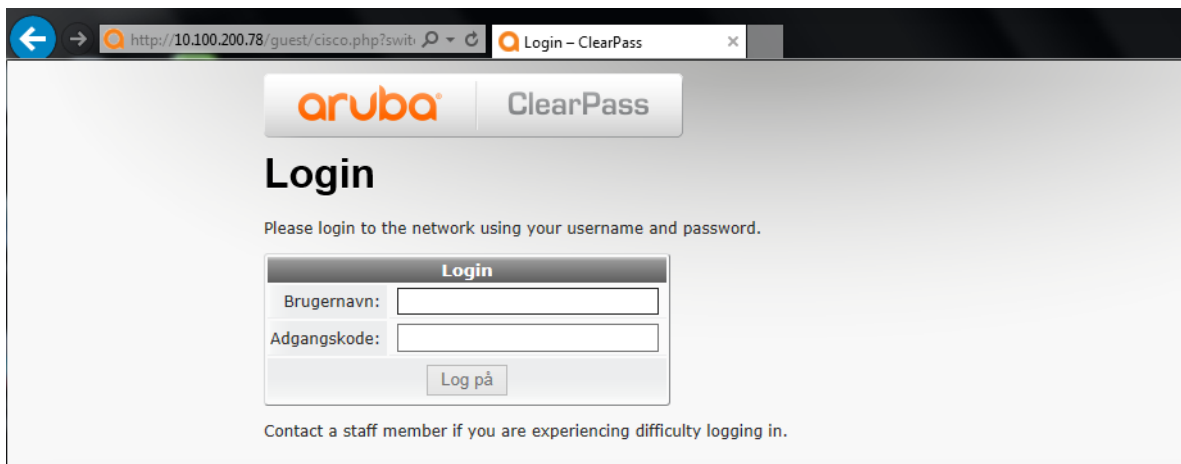 http://10.100.200.78/guest/cisco.php?swit
Login – ClearPass
aruba ClearPass
Login
Please login to the network using your username and password.
Login
Brugernavn:
Adgangskode:
Log på
Contact a staff member if you are experiencing difficulty logging in.